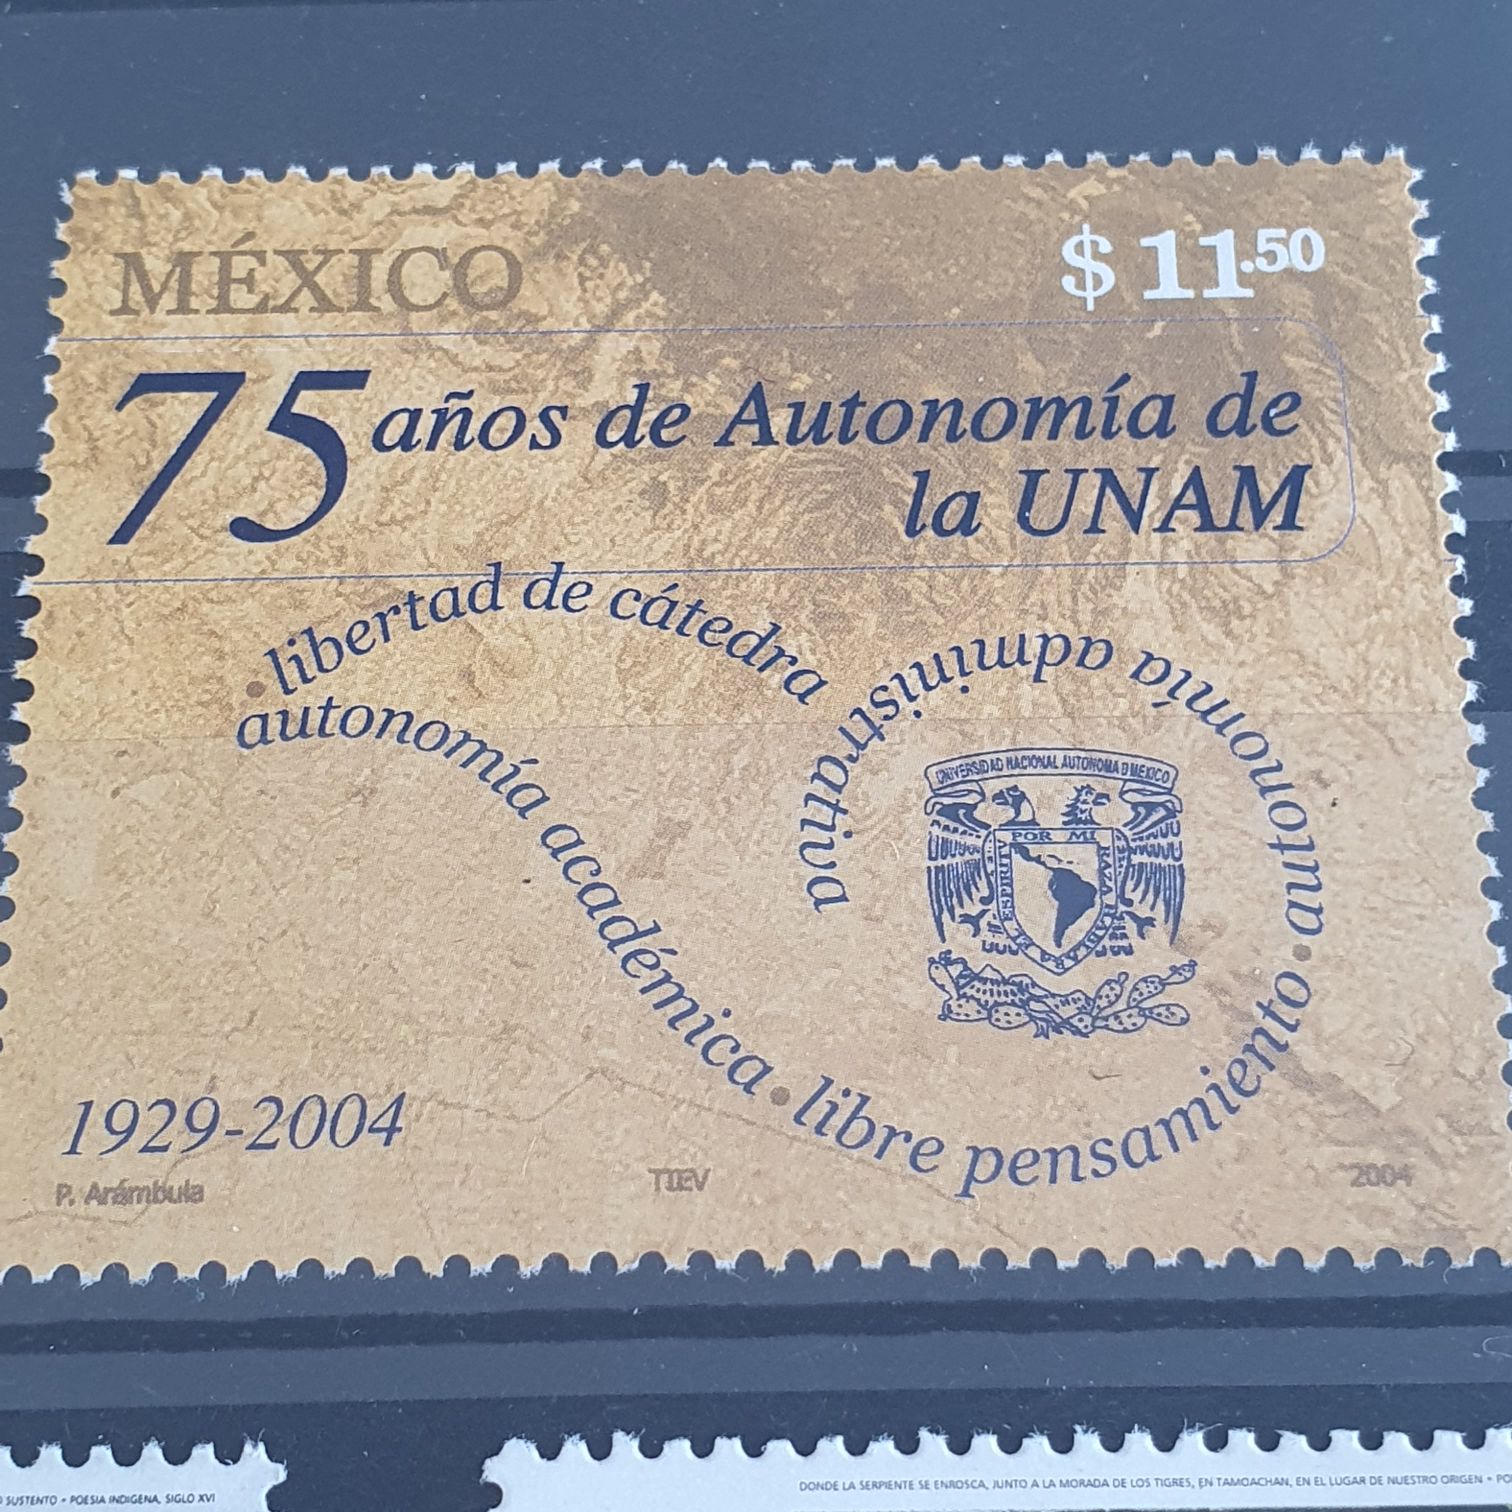 MÉXICO
$ 11.50
75 años de Autonomía de
la UNAM
• libertad de cátedra
autonomía académica • libre pensamiento • autonomía administrativa
UNIVERSIDAD NACIONAL AUTONOMA D MEXICO
POR MI RAZA HABLARA EL ESPIRITV
1929-2004
P. Arámbula
TIEV
2004
SUSTENTO • POESIA INDIGENA, SIGLO XVI
DONDE LA SERPIENTE SE ENROSCA, JUNTO A LA MORADA DE LOS TIGRES, EN TAMOACHAN, EN EL LUGAR DE NUESTRO ORIGEN • PO